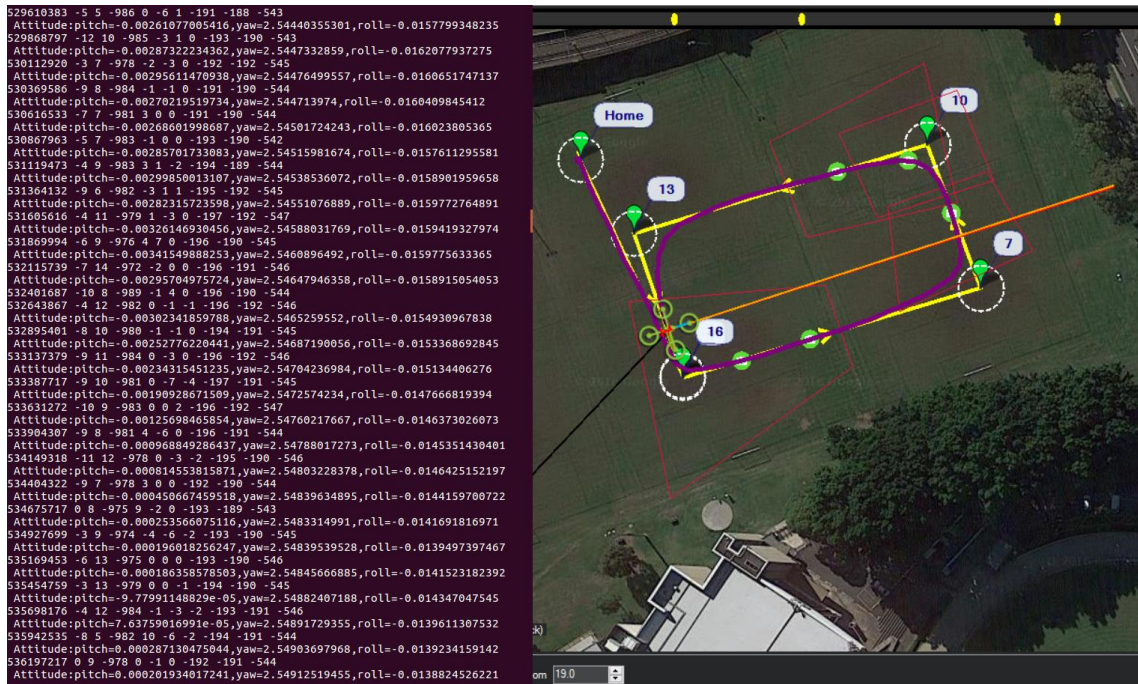 529610383 -5 5 -986 0 -6 1 -191 -188 -543
Attitude:pitch=-0.00261077005416,yaw=2.54440355301,roll=-0.0157799348235
529868797 -12 10 -985 -3 1 0 -193 -190 -543
Attitude:pitch=-0.00287322234362,yaw=2.5447332859,roll=-0.0162077937275
530112920 -3 7 -978 -2 -3 0 -192 -192 -545
Attitude:pitch=-0.00295611470938,yaw=2.54476499557,roll=-0.0160651747137
530369586 -9 8 -984 -1 -1 0 -191 -190 -544
Attitude:pitch=-0.00270219519734,yaw=2.544713974,roll=-0.0160409845412
530616533 -7 7 -981 3 0 0 -191 -190 -544
Attitude:pitch=-0.00268601998687,yaw=2.54501724243,roll=-0.016023805365
530867963 -5 7 -983 -1 0 0 -193 -190 -542
Attitude:pitch=-0.00285701733083,yaw=2.54515981674,roll=-0.0157611295581
531119473 -4 9 -983 3 1 -2 -194 -189 -544
Attitude:pitch=-0.00299850013107,yaw=2.54538536072,roll=-0.0158901959658
531364132 -9 6 -982 -3 1 1 -195 -192 -545
Attitude:pitch=-0.00282315723598,yaw=2.54551076889,roll=-0.0159772764891
531605616 -4 11 -979 1 -3 0 -197 -192 -547
Attitude:pitch=-0.00326146930456,yaw=2.54588031769,roll=-0.0159419327974
531869994 -6 9 -976 4 7 0 -196 -190 -545
Attitude:pitch=-0.00341549888253,yaw=2.5460896492,roll=-0.0159775633365
532115739 -7 14 -972 -2 0 0 -196 -191 -546
Attitude:pitch=-0.00295704975724,yaw=2.54647946358,roll=-0.0158915054053
532401687 -10 8 -989 -1 4 0 -196 -190 -544
532643867 -4 12 -982 0 -1 -1 -196 -192 -546
Attitude:pitch=-0.00302341859788,yaw=2.5465259552,roll=-0.0154930967838
532895401 -8 10 -980 -1 -1 0 -194 -191 -545
Attitude:pitch=-0.00252776220441,yaw=2.54687190056,roll=-0.0153368692845
533137379 -9 11 -984 0 -3 0 -196 -192 -546
Attitude:pitch=-0.00234315451235,yaw=2.54704236984,roll=-0.015134406276
533387717 -9 10 -981 0 -7 -4 -197 -191 -545
Attitude:pitch=-0.00190928671509,yaw=2.5472574234,roll=-0.0147666819394
533631272 -10 9 -983 0 0 2 -196 -192 -547
Attitude:pitch=-0.00125698465854,yaw=2.54760217667,roll=-0.0146373026073
533904307 -9 8 -981 4 -6 0 -196 -191 -544
Attitude:pitch=-0.000968849286437,yaw=2.54788017273,roll=-0.0145351430401
534149318 -11 12 -978 0 -3 -2 -195 -190 -546
Attitude:pitch=-0.000814553815871,yaw=2.54803228378,roll=-0.0146425152197
534404322 -9 7 -978 3 0 0 -192 -190 -544
Attitude:pitch=-0.000450667459518,yaw=2.54839634895,roll=-0.0144159700722
534675717 0 8 -975 9 -2 0 -193 -189 -543
Attitude:pitch=-0.000253566075116,yaw=2.5483314991,roll=-0.0141691816971
534927699 -3 9 -974 -4 -6 -2 -193 -190 -545
Attitude:pitch=-0.000196018256247,yaw=2.54839539528,roll=-0.0139497397467
535169453 -6 13 -975 0 0 0 -193 -190 -546
Attitude:pitch=-0.000186358578503,yaw=2.54845666885,roll=-0.0141523182392
535454759 -3 13 -979 0 0 -1 -194 -190 -545
Attitude:pitch=-9.77991148829e-05,yaw=2.54882407188,roll=-0.014347047545
535698176 -4 12 -984 -1 -3 -2 -193 -191 -546
Attitude:pitch=7.63759016991e-05,yaw=2.54891729355,roll=-0.0139611307532
535942535 -8 5 -982 10 -6 -2 -194 -191 -544
Attitude:pitch=0.000287130475044,yaw=2.54903697968,roll=-0.0139234159142
536197217 0 9 -978 0 -1 0 -192 -191 -544
Attitude:pitch=0.000201934017241,yaw=2.54912519455,roll=-0.0138824526221
Home
10
13
7
16
om 19.0